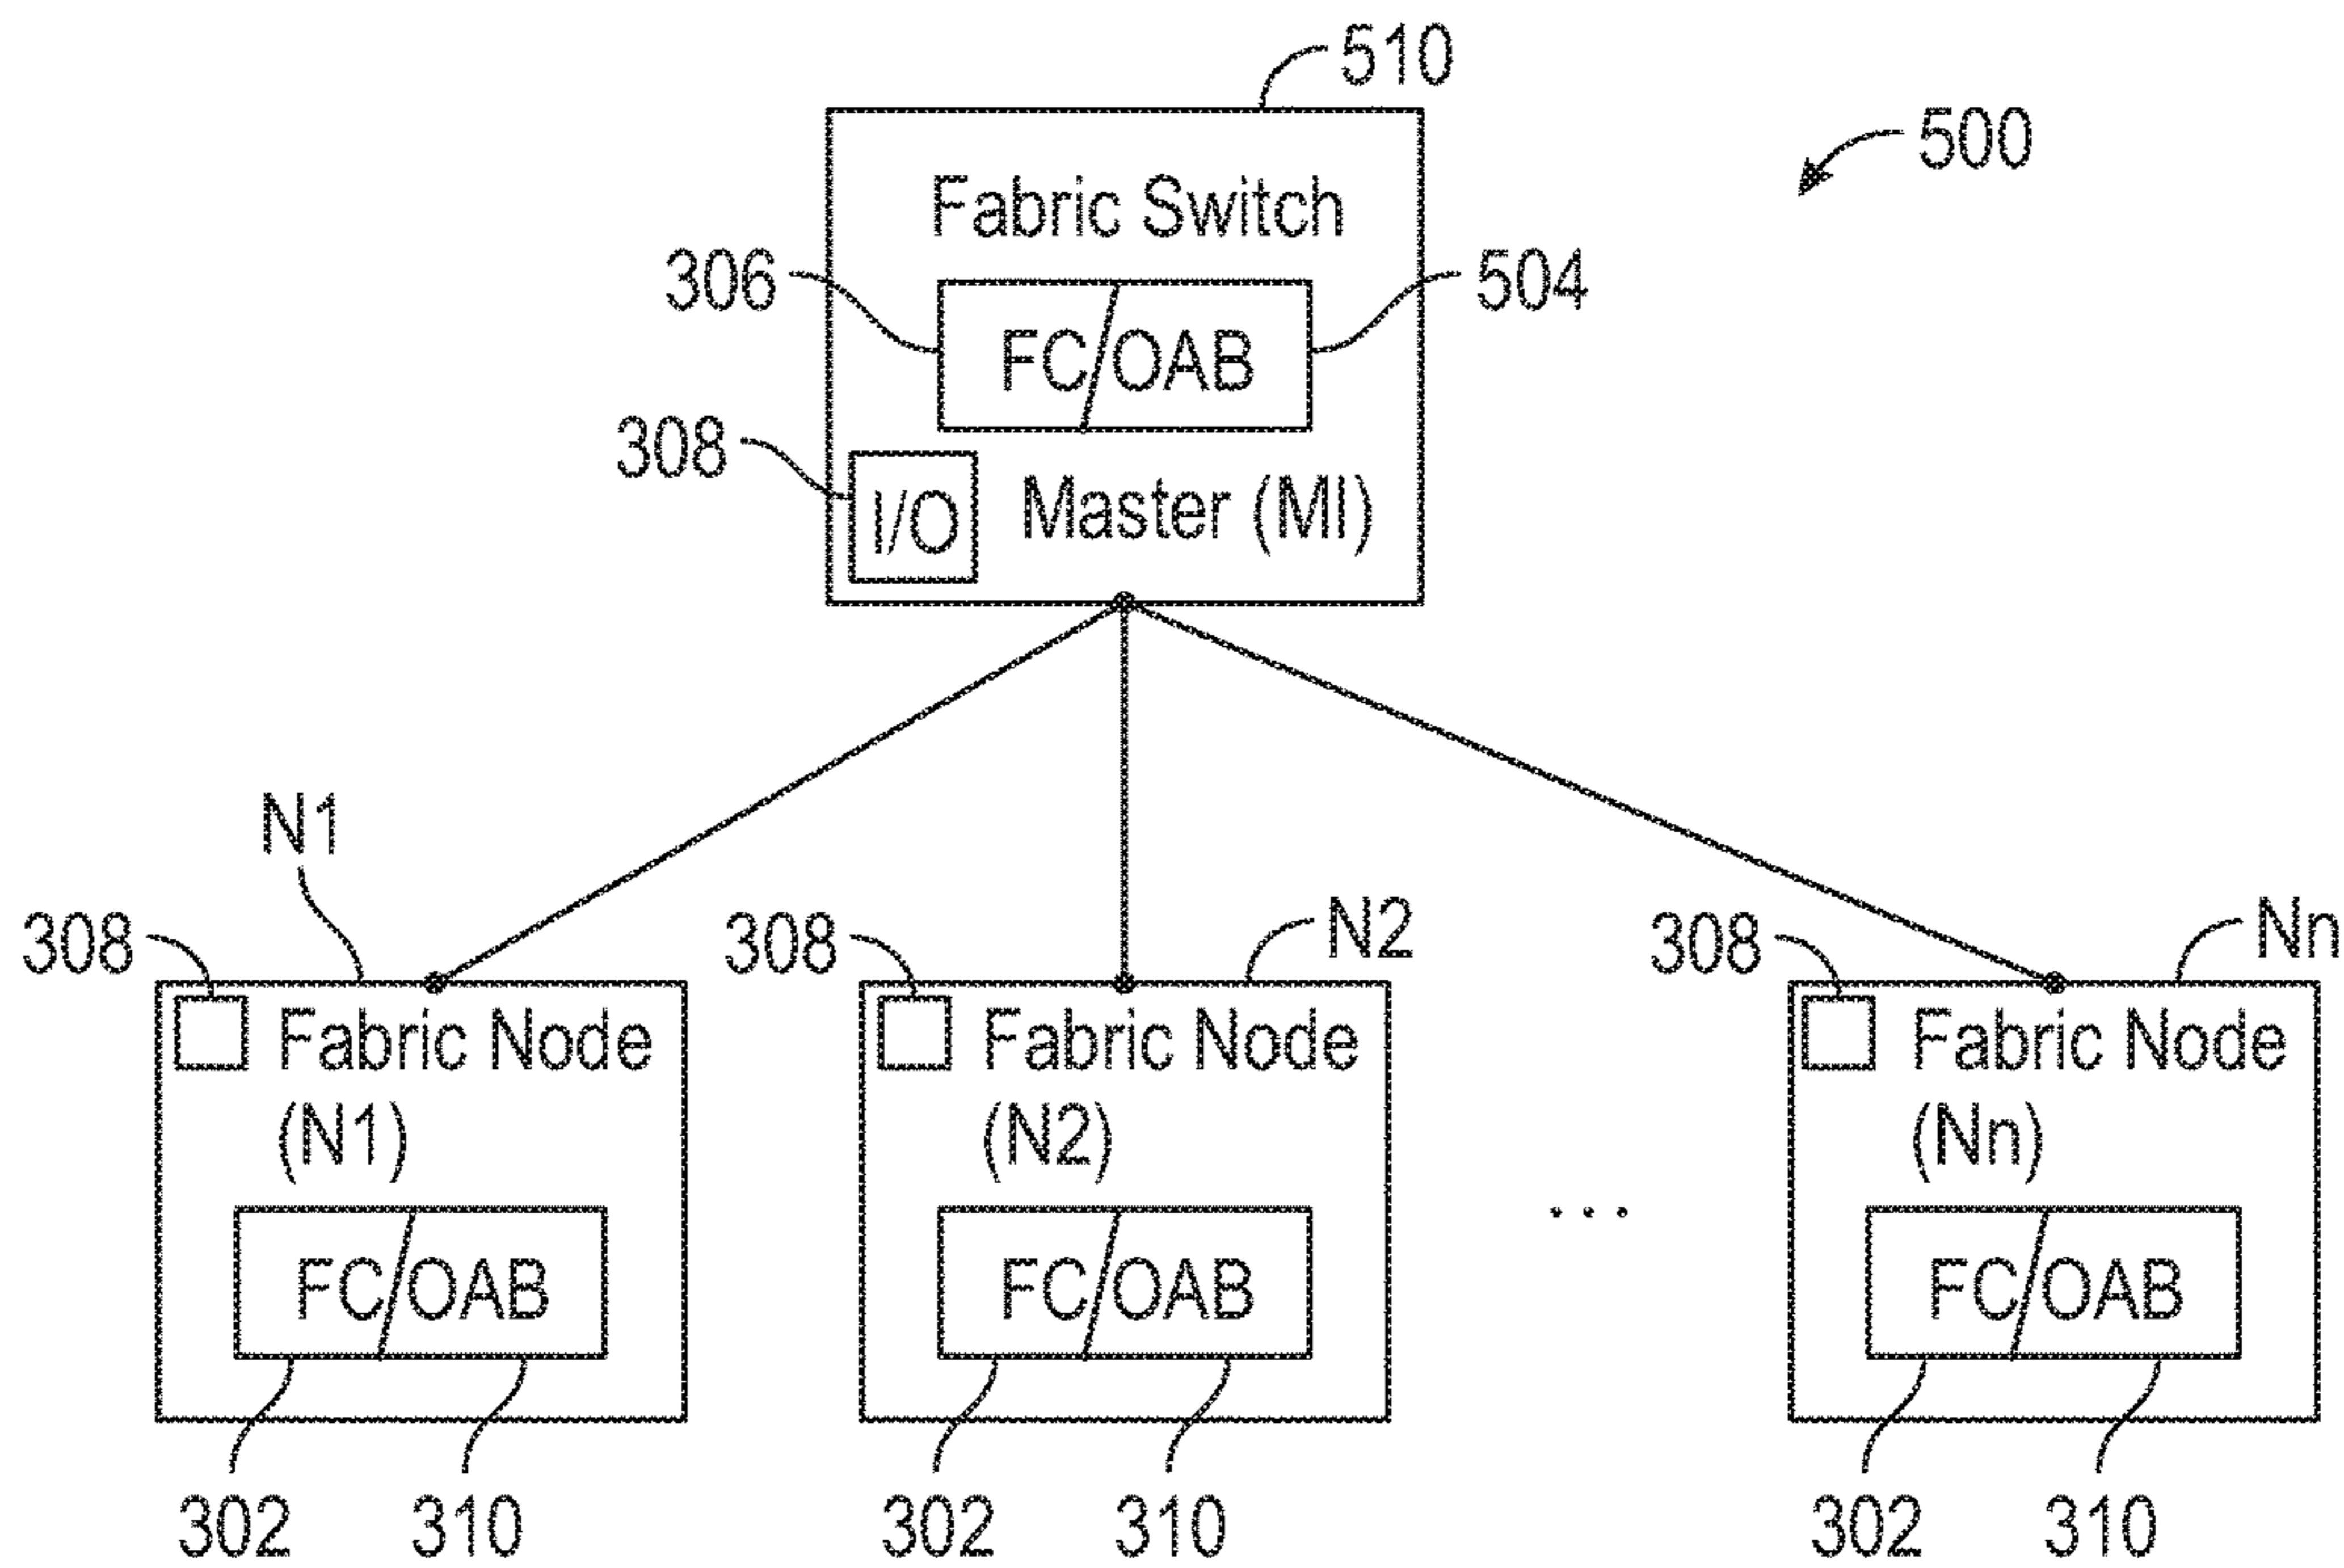 510
500
Fabric Switch
306
504
FC/OAB
308
I/O
Master (MI)
N1
308
308
N2
308
Nn
Fabric Node
(N1)
Fabric Node
(N2)
Fabric Node
(Nn)
. . .
FC/OAB
FC/OAB
FC/OAB
302
310
302
310
302
310